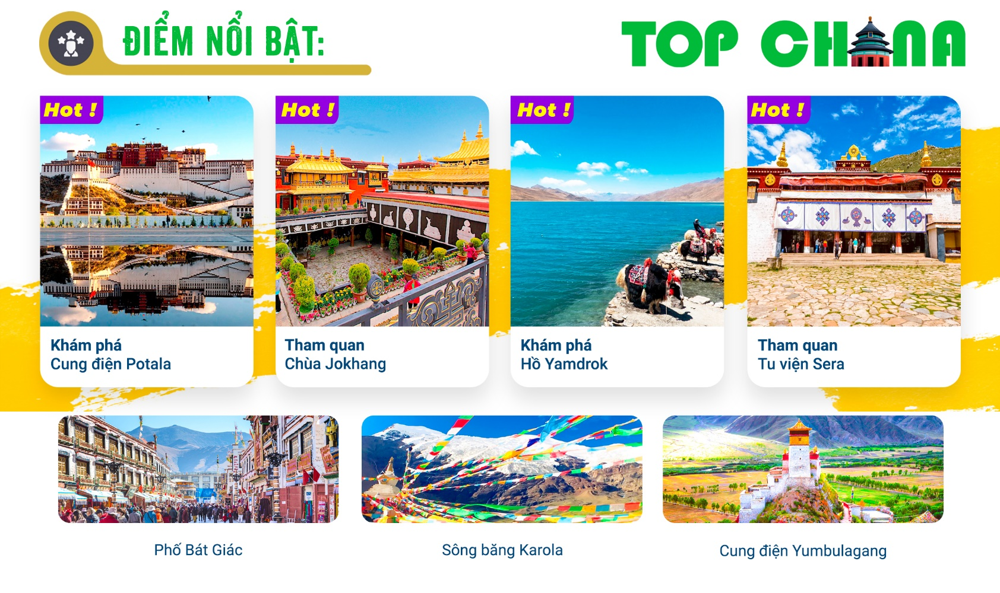 ĐIỂM NỔI BẬT:
TOP CHINA
Hot !
Hot !
Hot !
Hot !
Khám phá
Cung điện Potala
Tham quan
Chùa Jokhang
Khám phá
Hồ Yamdrok
Tham quan
Tu viện Sera
Phố Bát Giác
Sông băng Karola
Cung điện Yumbulagang